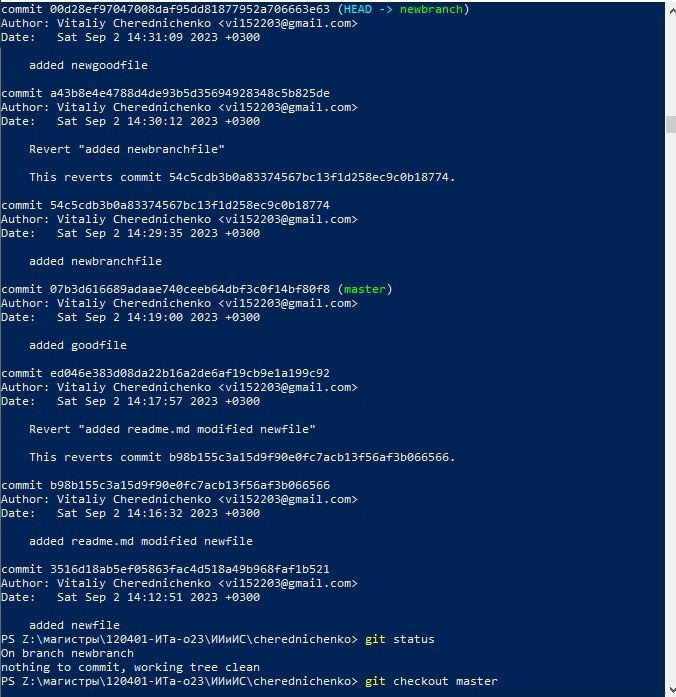 commit 00d28ef97047008daf95dd81877952a706663e63 (HEAD -> newbranch)
Author: Vitaliy Cherednichenko <vi152203@gmail.com>
Date:   Sat Sep 2 14:31:09 2023 +0300
added newgoodfile
commit a43b8e4e4788d4de93b5d35694928348c5b825de
Author: Vitaliy Cherednichenko <vi152203@gmail.com>
Date:   Sat Sep 2 14:30:12 2023 +0300
Revert "added newbranchfile"
This reverts commit 54c5cdb3b0a83374567bc13f1d258ec9c0b18774.
commit 54c5cdb3b0a83374567bc13f1d258ec9c0b18774
Author: Vitaliy Cherednichenko <vi152203@gmail.com>
Date:   Sat Sep 2 14:29:35 2023 +0300
added newbranchfile
commit 07b3d616689adaae740ceeb64dbf3c0f14bf80f8 (master)
Author: Vitaliy Cherednichenko <vi152203@gmail.com>
Date:   Sat Sep 2 14:19:00 2023 +0300
added goodfile
commit ed046e383d08da22b16a2de6af19cb9e1a199c92
Author: Vitaliy Cherednichenko <vi152203@gmail.com>
Date:   Sat Sep 2 14:17:57 2023 +0300
Revert "added readme.md modified newfile"
This reverts commit b98b155c3a15d9f90e0fc7acb13f56af3b066566.
commit b98b155c3a15d9f90e0fc7acb13f56af3b066566
Author: Vitaliy Cherednichenko <vi152203@gmail.com>
Date:   Sat Sep 2 14:16:32 2023 +0300
added readme.md modified newfile
commit 3516d18ab5ef05863fac4d518a49b968faf1b521
Author: Vitaliy Cherednichenko <vi152203@gmail.com>
Date:   Sat Sep 2 14:12:51 2023 +0300
added newfile
PS Z:\магистры\120401-ИТа-о23\ИИиИС\cherednichenko> git status
On branch newbranch
nothing to commit, working tree clean
PS Z:\магистры\120401-ИТа-о23\ИИиИС\cherednichenko> git checkout master